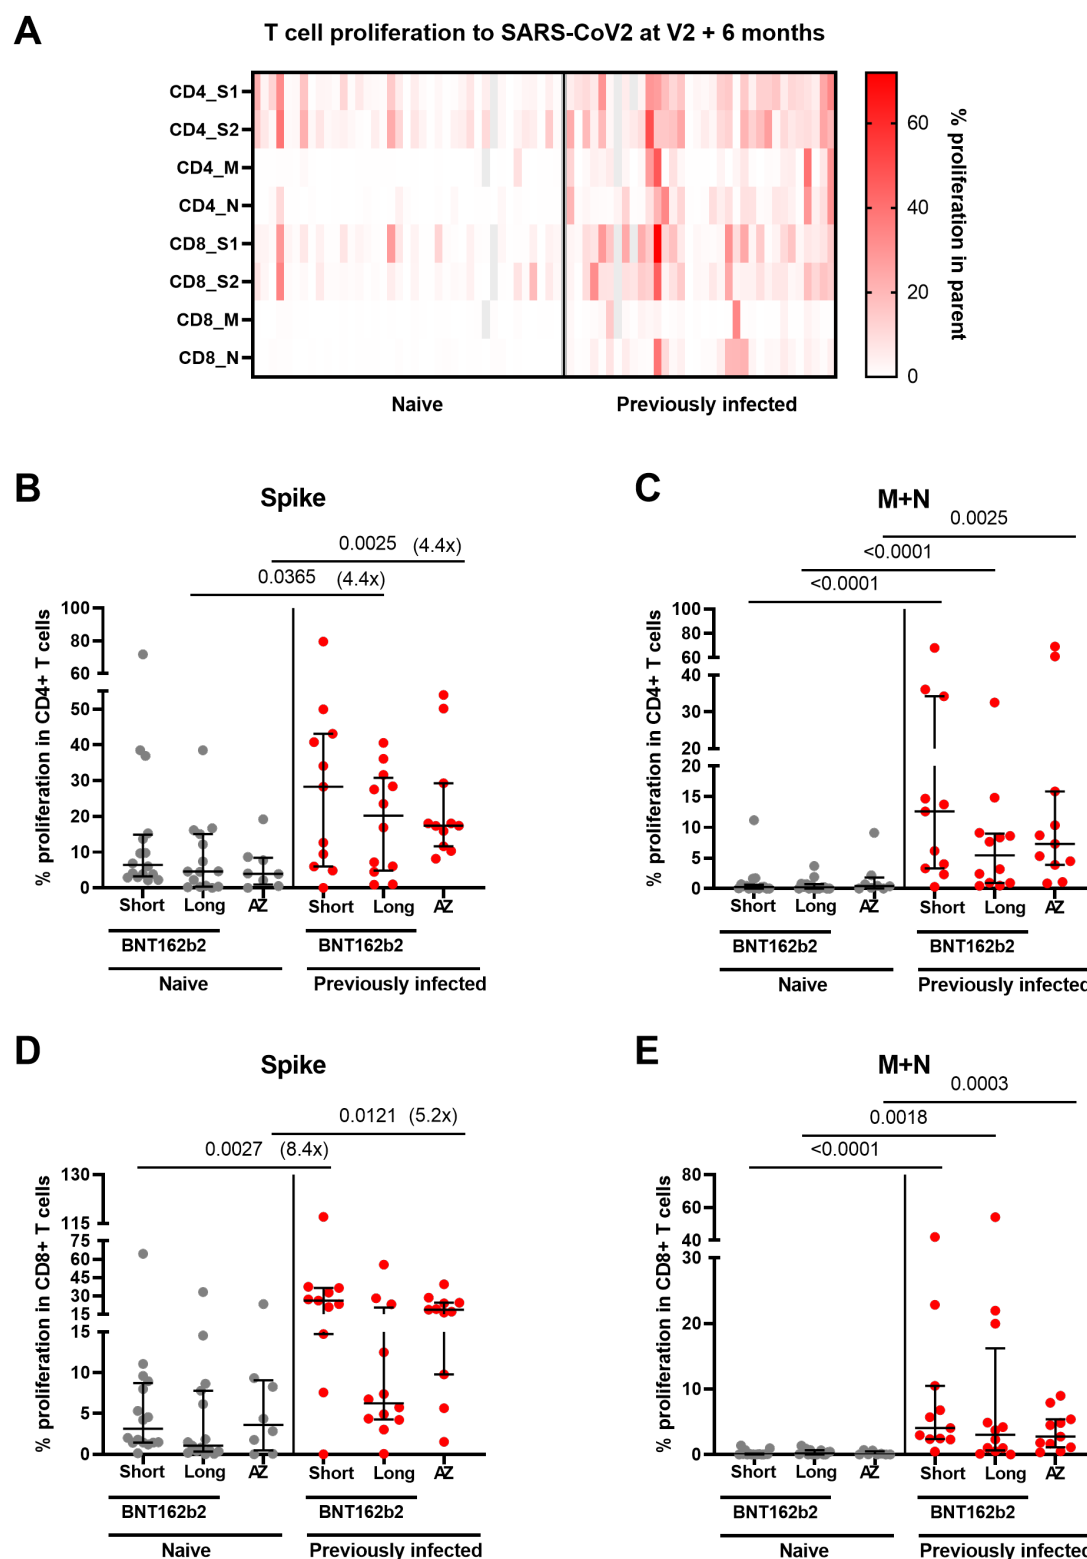 A
T cell proliferation to SARS-CoV2 at V2 + 6 months
CD4_S1
CD4_S2
CD4_M
CD4_N
CD8_S1
CD8_S2
CD8_M
CD8_N
Naive
Previously infected
60
40
20
0
% proliferation in parent
B
Spike
0.0025 (4.4x)
0.0365 (4.4x)
% proliferation in CD4+ T cells
100
80
60
50
40
30
20
10
0
Short Long AZ Short Long AZ
BNT162b2 BNT162b2
Naive Previously infected
C
M+N
0.0025
<0.0001
<0.0001
% proliferation in CD4+ T cells
100
80
60
40
30
20
20
15
10
5
0
Short Long AZ Short Long AZ
BNT162b2 BNT162b2
Naive Previously infected
D
Spike
0.0121 (5.2x)
0.0027 (8.4x)
% proliferation in CD8+ T cells
130
115
75
60
45
30
15
15
10
5
0
Short Long AZ Short Long AZ
BNT162b2 BNT162b2
Naive Previously infected
E
M+N
0.0003
0.0018
<0.0001
% proliferation in CD8+ T cells
80
60
40
30
20
10
0
Short Long AZ Short Long AZ
BNT162b2 BNT162b2
Naive Previously infected